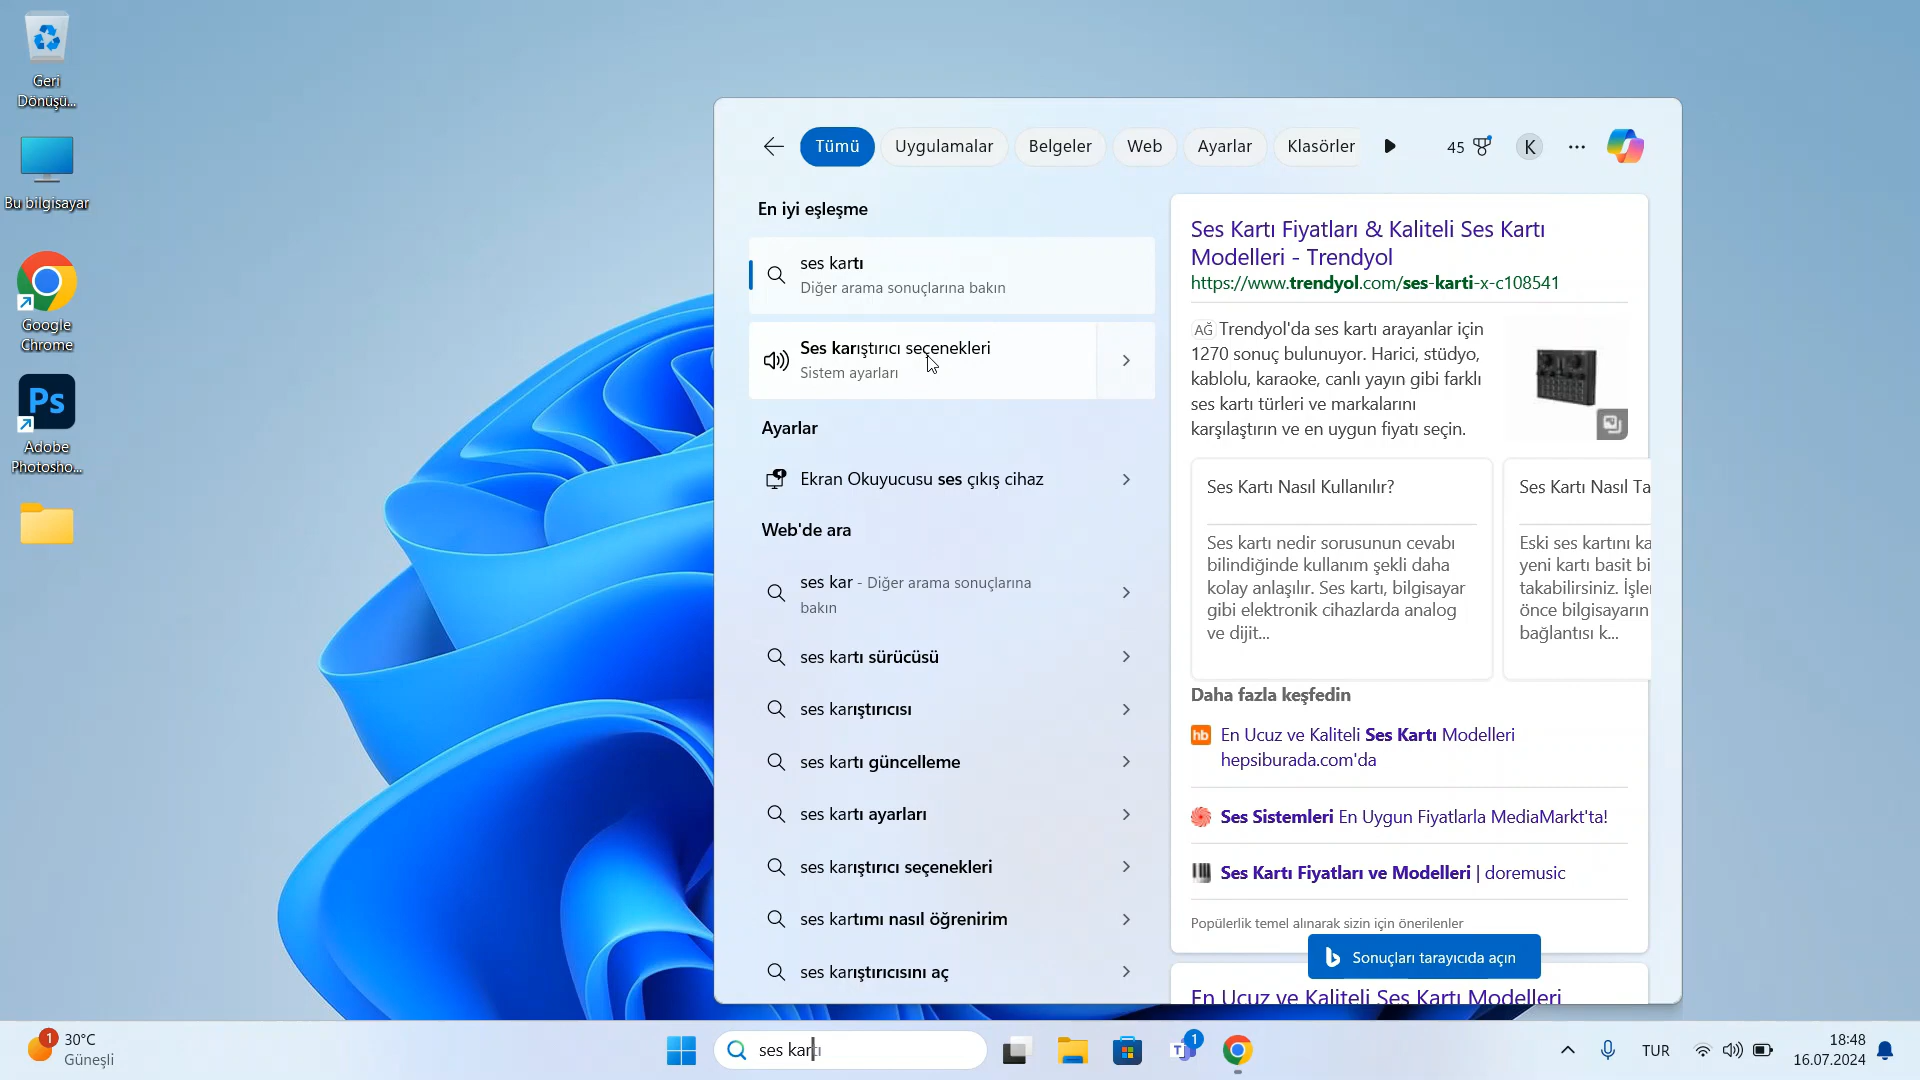 Geri
Dönüşü...
Bu bilgisayar
Google
Chrome
Ps
Adobe
Photosho...
Tümü
Uygulamalar
Belgeler
Web
Ayarlar
Klasörler
45
K
En iyi eşleşme
ses kartı
Diğer arama sonuçlarına bakın
Ses karıştırıcı seçenekleri
Sistem ayarları
Ayarlar
Ekran Okuyucusu ses çıkış cihaz
Web'de ara
ses kar - Diğer arama sonuçlarına
bakın
ses kartı sürücüsü
ses karıştırıcısı
ses kartı güncelleme
ses kartı ayarları
ses karıştırıcı seçenekleri
ses kartımı nasıl öğrenirim
ses karıştırıcısını aç
Ses Kartı Fiyatları & Kaliteli Ses Kartı
Modelleri - Trendyol
https://www.trendyol.com/ses-karti-x-c108541
AĞ Trendyol'da ses kartı arayanlar için
1270 sonuç bulunuyor. Harici, stüdyo,
kablolu, karaoke, canlı yayın gibi farklı
ses kartı türleri ve markalarını
karşılaştırın ve en uygun fiyatı seçin.
Ses Kartı Nasıl Kullanılır?
Ses kartı nedir sorusunun cevabı
bilindiğinde kullanım şekli daha
kolay anlaşılır. Ses kartı, bilgisayar
gibi elektronik cihazlarda analog
ve dijit...
Ses Kartı Nasıl Ta
Eski ses kartını ka
yeni kartı basit bi
takabilirsiniz. İşler
önce bilgisayarın
bağlantısı k...
Daha fazla keşfedin
hb En Ucuz ve Kaliteli Ses Kartı Modelleri
hepsiburada.com'da
Ses Sistemleri En Uygun Fiyatlarla MediaMarkt'ta!
Ses Kartı Fiyatları ve Modelleri | doremusic
Popülerlik temel alınarak sizin için önerilenler
Sonuçları tarayıcıda açın
En Ucuz ve Kaliteli Ses Kartı Modelleri
1
30°C
Güneşli
ses kartı
T
1
TUR
18:48
16.07.2024